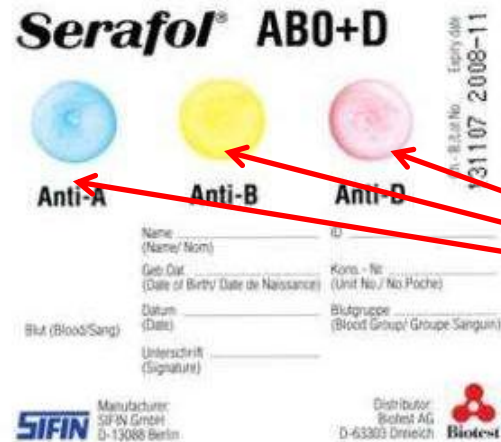 Serafol® AB0+D
Expiry date
2008-11
131107
Anti-A Anti-B Anti-D
Name
(Name/ Nom)
ID
Geb.Dat
(Date of Birth/ Date de Naissance)
Kons.-Nr
(Unit No./ No.Poche)
Blut (Blood/Sang)
Datum
(Date)
Blutgruppe
(Blood Group/ Groupe Sanguin)
Unterschrift
(Signature)
SIFIN
Manufacturer:
SIFIN GmbH
D-13088 Berlin
Distributor:
Biotest AG
D-63303 Dreieich
Biotest